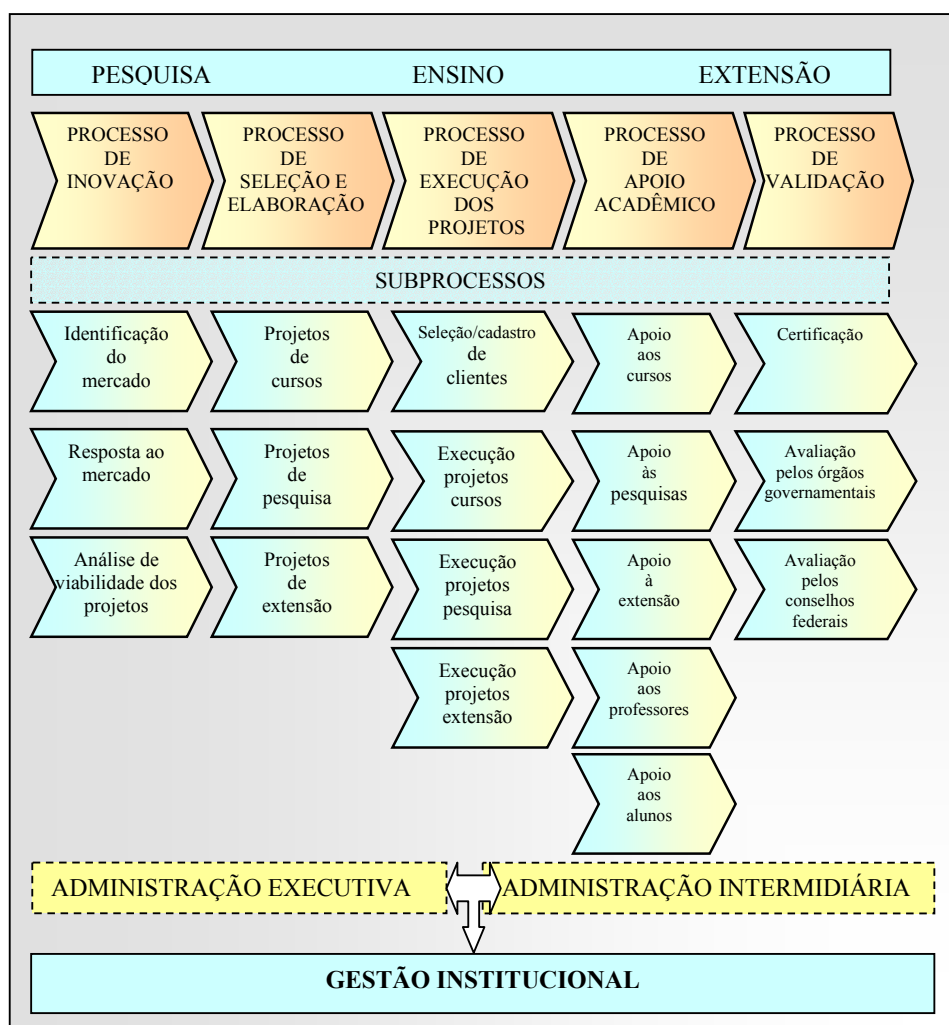 PESQUISA ENSINO EXTENSÃO
PROCESSO
DE
INOVAÇÃO
PROCESSO
DE
SELEÇÃO E
ELABORAÇÃO
PROCESSO
DE
EXECUÇÃO
DOS
PROJETOS
PROCESSO
DE
APOIO
ACADÊMICO
PROCESSO
DE
VALIDAÇÃO
SUBPROCESSOS
Identificação
do
mercado
Projetos
de
cursos
Seleção/cadastro
de
clientes
Apoio
aos
cursos
Certificação
Resposta ao
mercado
Projetos
de
pesquisa
Execução
projetos
cursos
Apoio
às
pesquisas
Avaliação
pelos órgãos
governamentais
Análise de
viabilidade dos
projetos
Projetos
de
extensão
Execução
projetos
pesquisa
Apoio
à
extensão
Avaliação
pelos
conselhos
federais
Execução
projetos
extensão
Apoio
aos
professores
Apoio
aos
alunos
ADMINISTRAÇÃO EXECUTIVA
ADMINISTRAÇÃO INTERMIDIÁRIA
GESTÃO INSTITUCIONAL